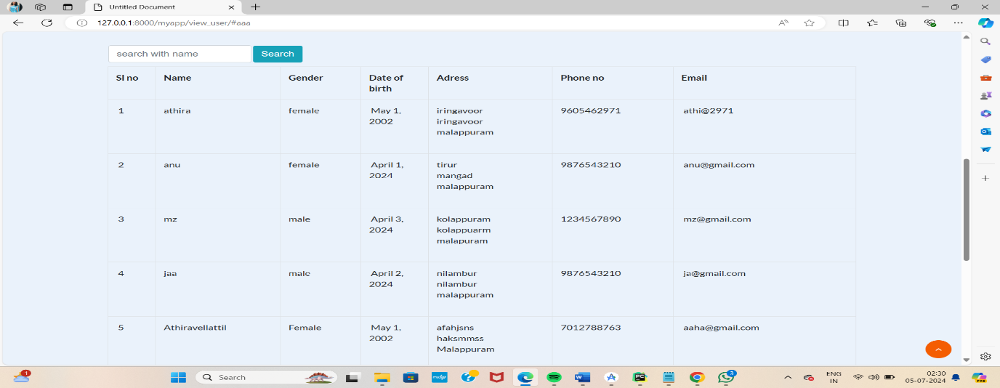 Untitled Document
127.0.0.1:8000/myapp/view_user/#aaa
search with name Search
Sl no Name Gender Date of birth Adress Phone no Email
1 athira female May 1, 2002 iringavoor iringavoor malappuram 9605462971 athi@2971
2 anu female April 1, 2024 tirur mangad malappuram 9876543210 anu@gmail.com
3 mz male April 3, 2024 kolappuram kolappuarm malapuram 1234567890 mz@gmail.com
4 jaa male April 2, 2024 nilambur nilambur malappuram 9876543210 ja@gmail.com
5 Athiravellattil Female May 1, 2002 afahjsns haksmmss Malappuram 7012788763 aaha@gmail.com
1 Search myhp 3 ENG IN 02:30 05-07-2024 PRE